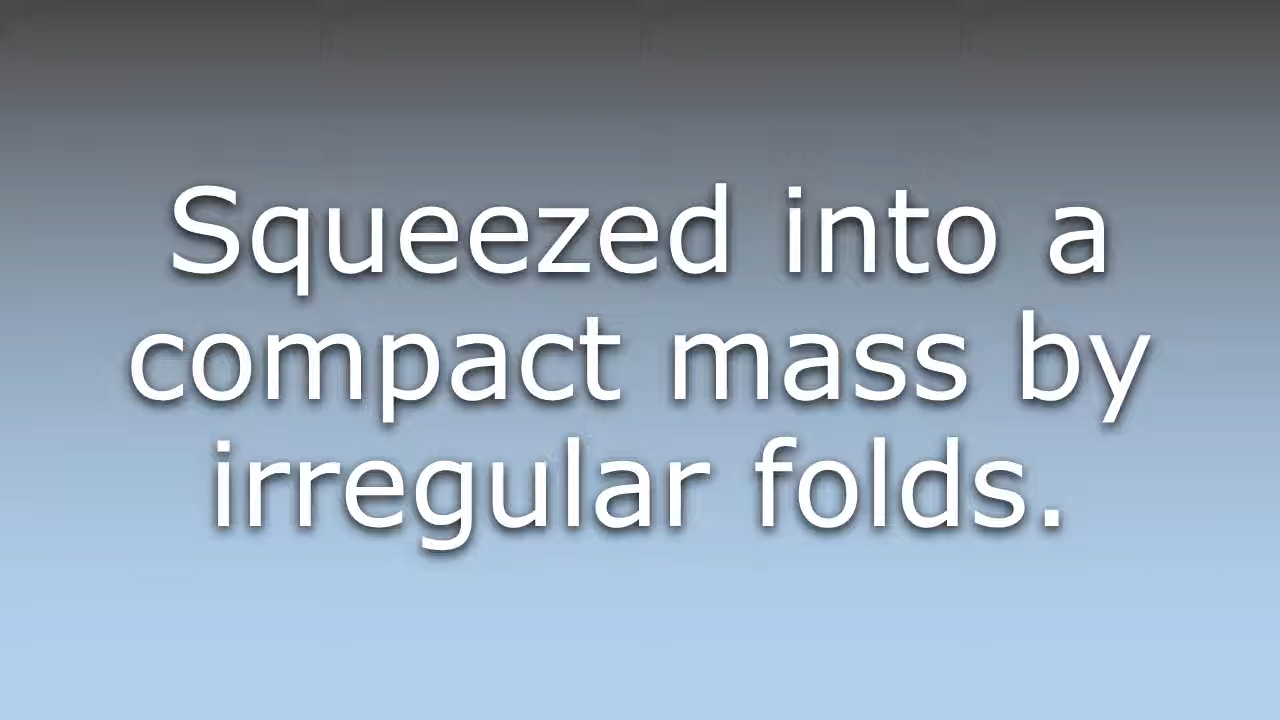 Squeezed into a
compact mass by
irregular folds.